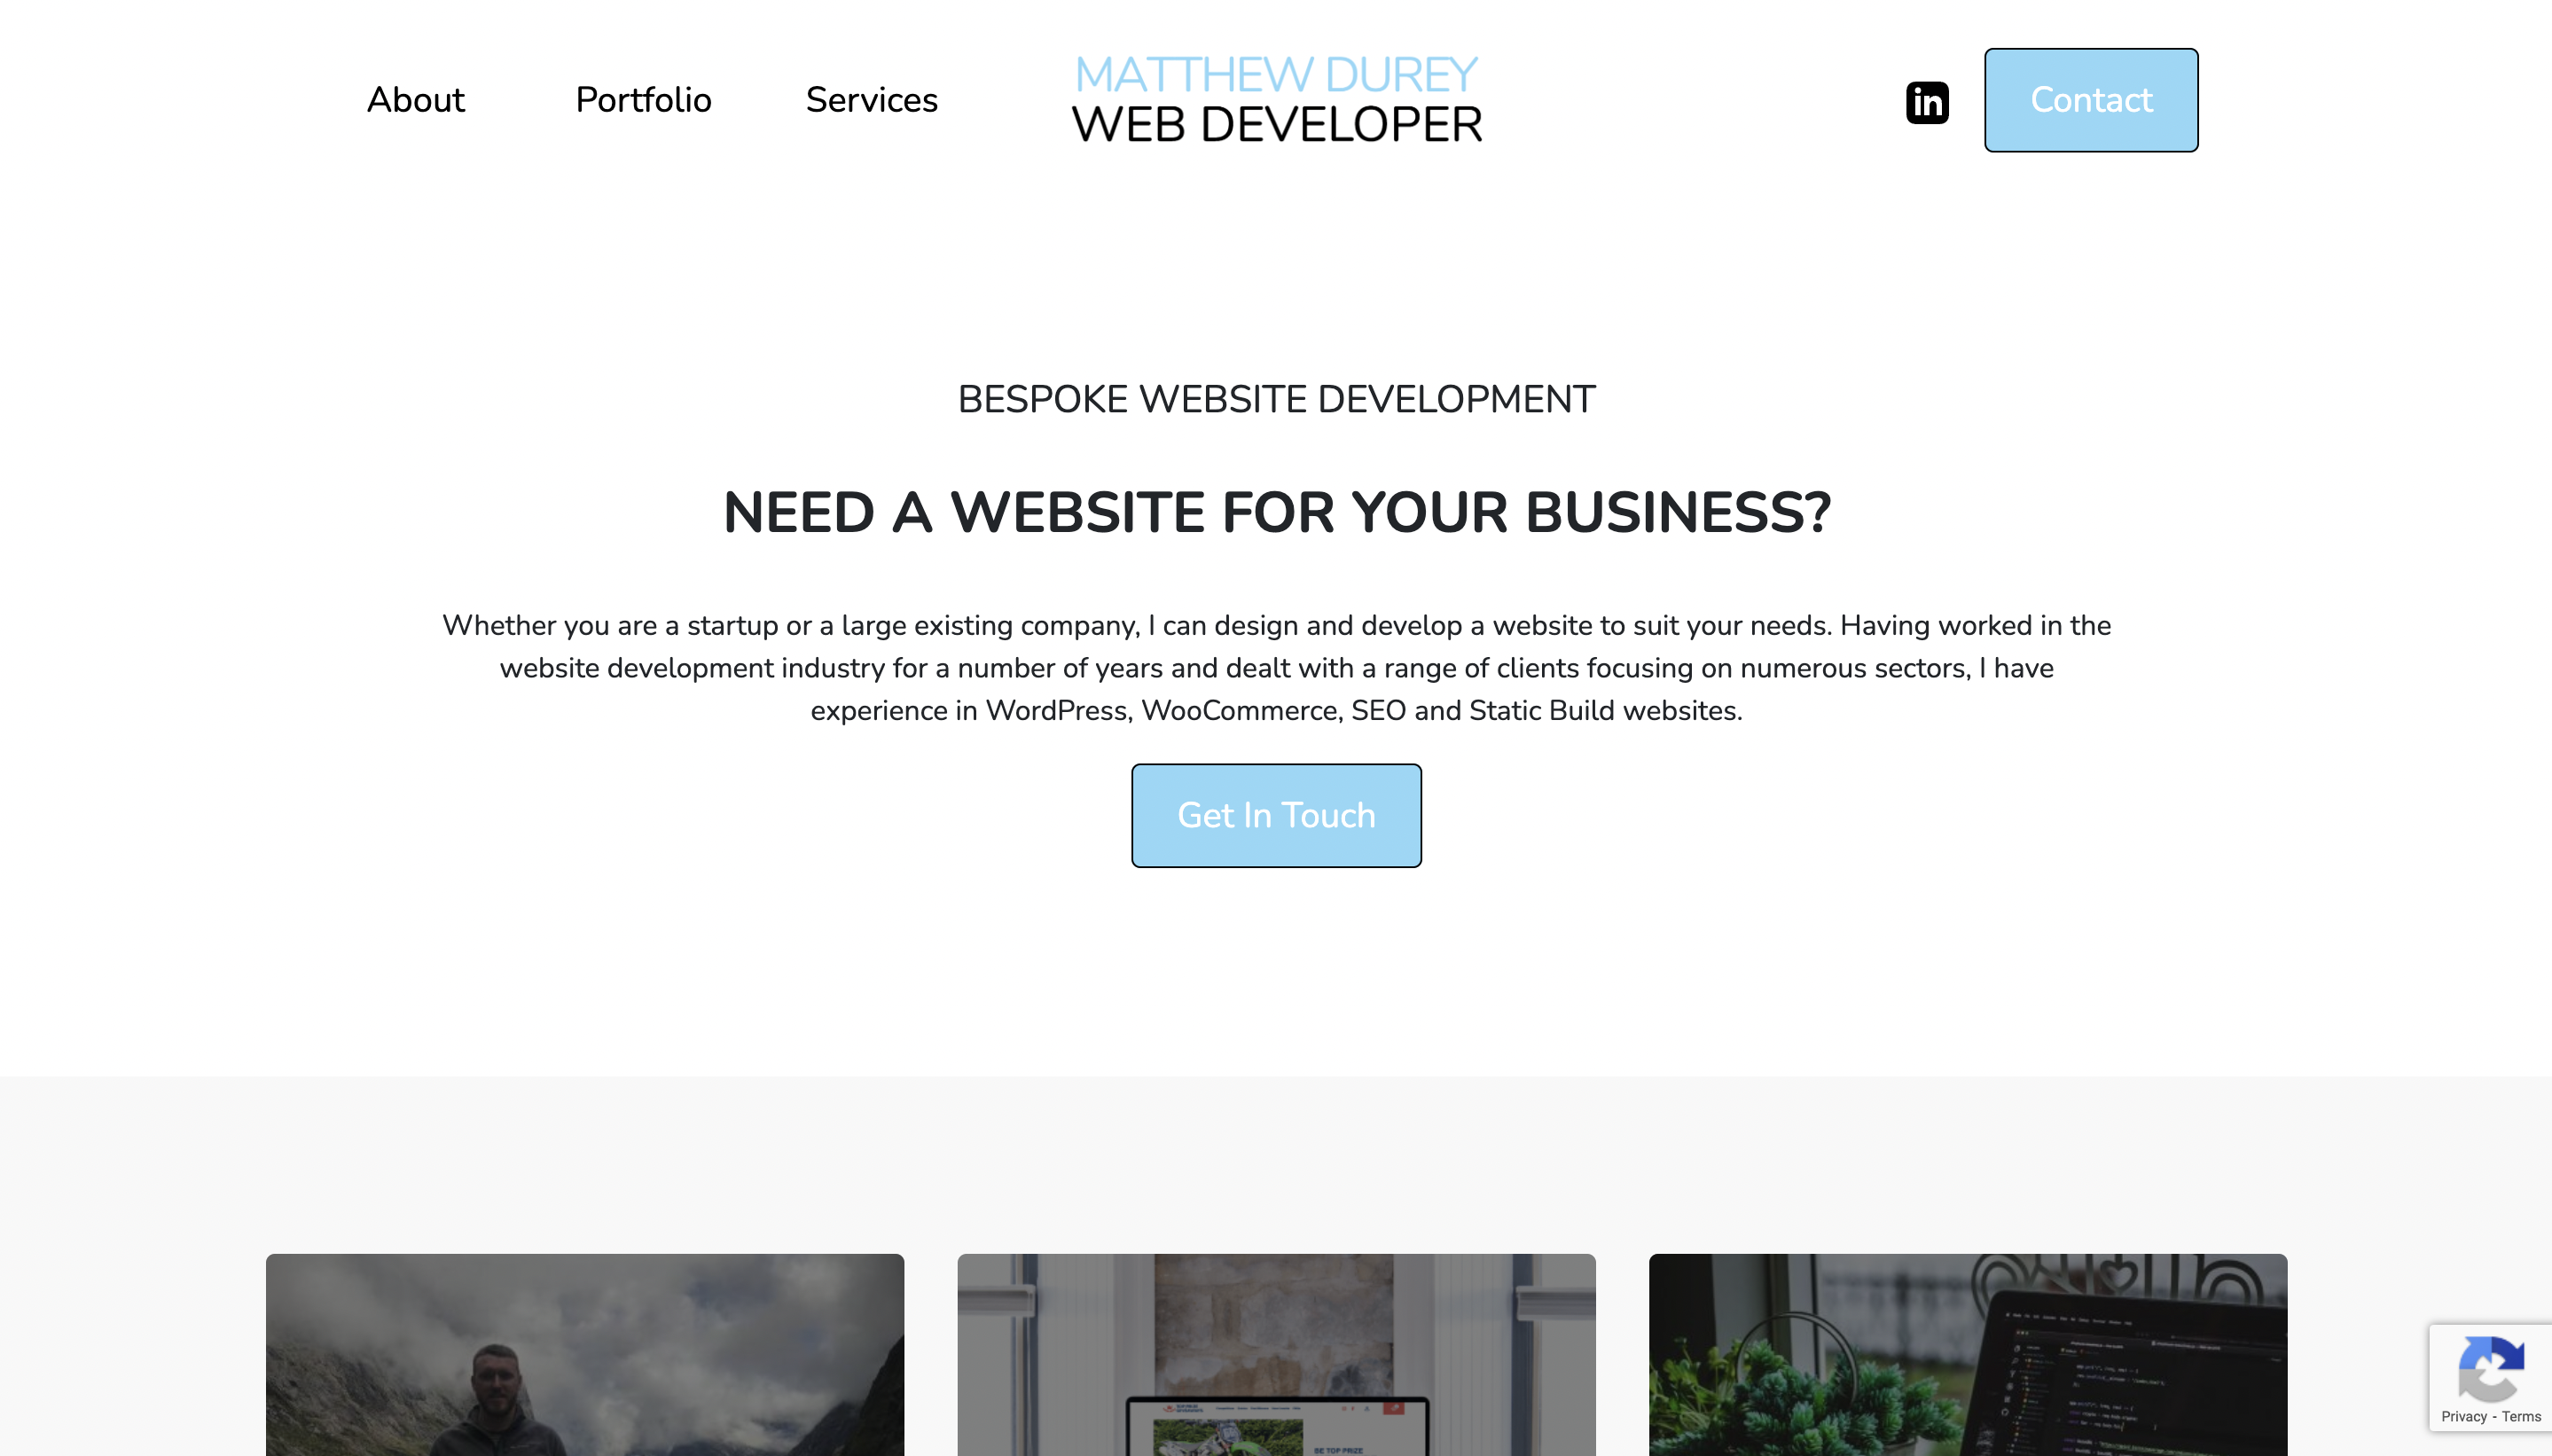 About
Portfolio
Services
MATTHEW DUREY
WEB DEVELOPER
in
Contact
BESPOKE WEBSITE DEVELOPMENT
NEED A WEBSITE FOR YOUR BUSINESS?
Whether you are a startup or a large existing company, I can design and develop a website to suit your needs. Having worked in the
website development industry for a number of years and dealt with a range of clients focusing on numerous sectors, I have
experience in WordPress, WooCommerce, SEO and Static Build websites.
Get In Touch
BE TOP PRIZE
Privacy - Terms